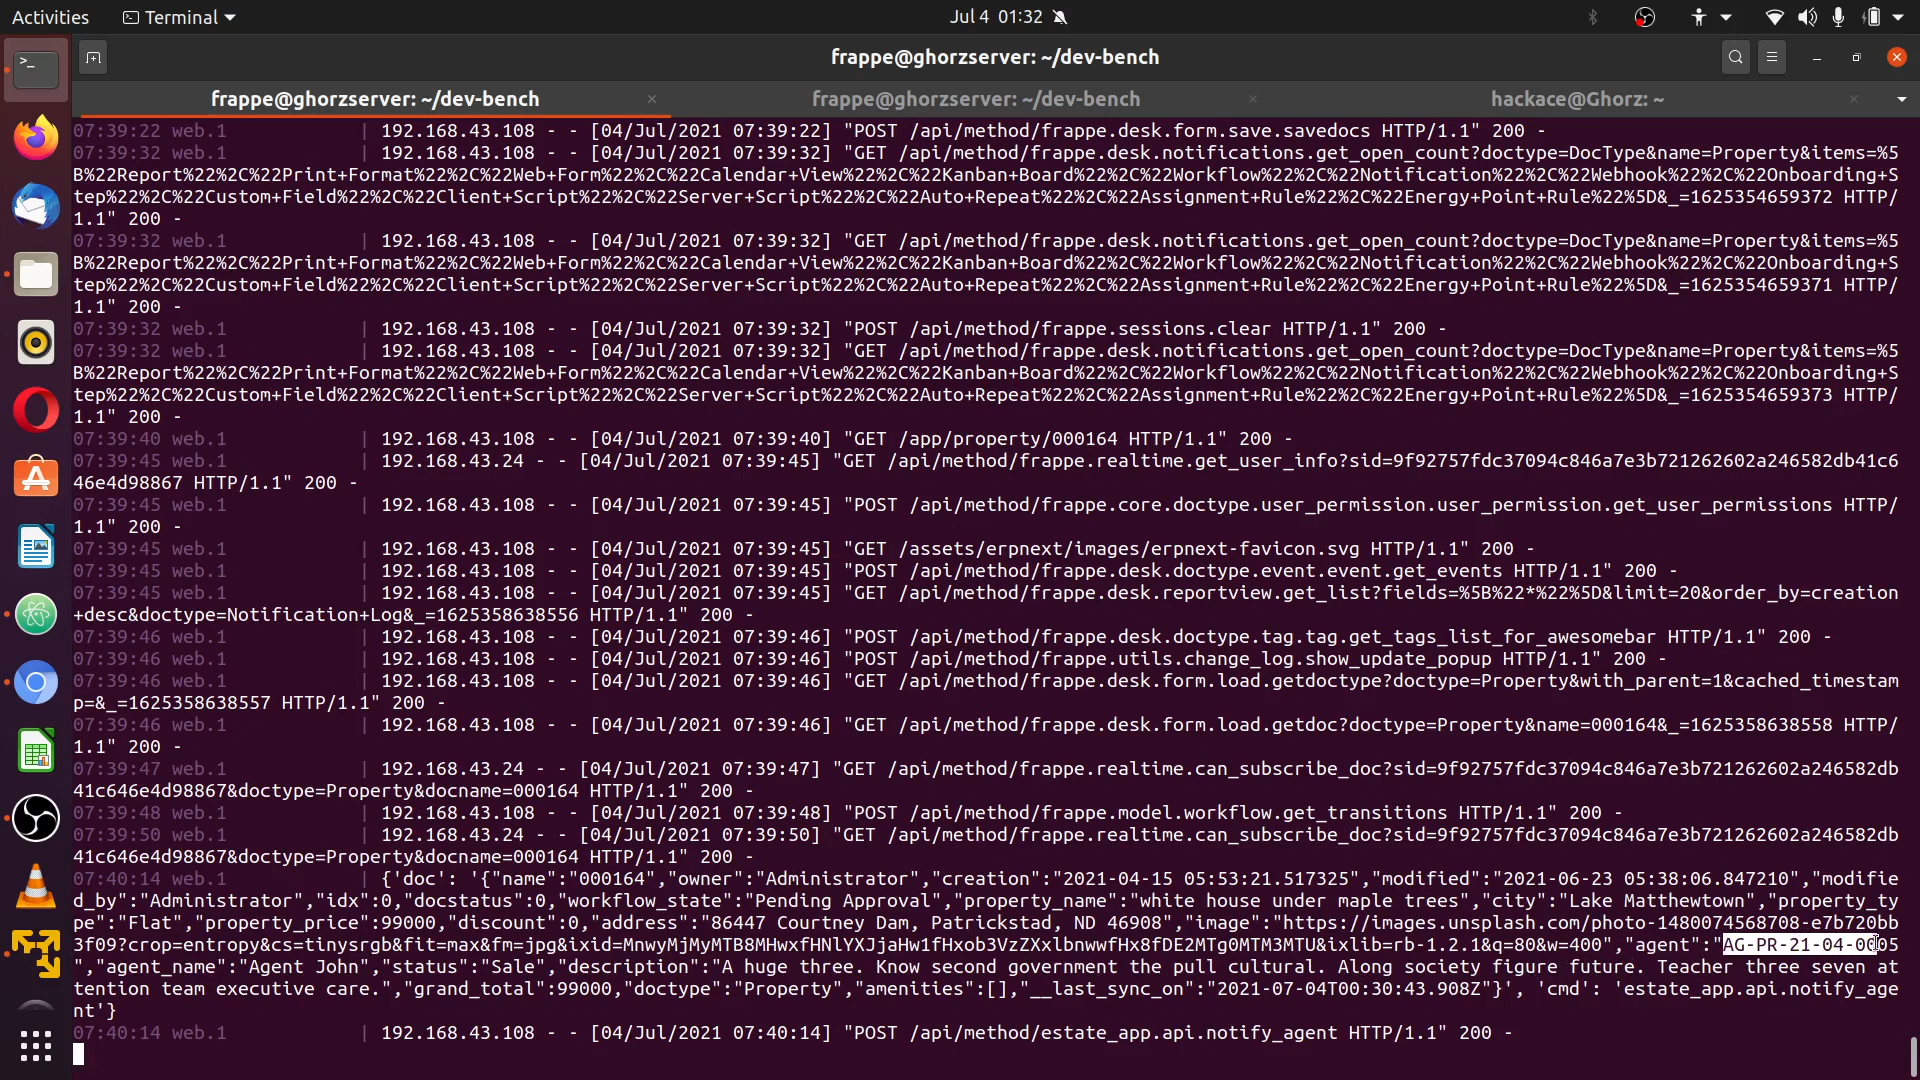 Activities Terminal Jul 4 01:32
frappe@ghorzserver: ~/dev-bench
frappe@ghorzserver: ~/dev-bench frappe@ghorzserver: ~/dev-bench hackace@Ghorz: ~
07:39:22 web.1 | 192.168.43.108 - - [04/Jul/2021 07:39:22] "POST /api/method/frappe.desk.form.save.savedocs HTTP/1.1" 200 -
07:39:32 web.1 | 192.168.43.108 - - [04/Jul/2021 07:39:32] "GET /api/method/frappe.desk.notifications.get_open_count?doctype=DocType&name=Property&items=%5
B%22Report%22%2C%22Print+Format%22%2C%22Web+Form%22%2C%22Calendar+View%22%2C%22Kanban+Board%22%2C%22Workflow%22%2C%22Notification%22%2C%22Webhook%22%2C%22Onboarding+S
tep%22%2C%22Custom+Field%22%2C%22Client+Script%22%2C%22Server+Script%22%2C%22Auto+Repeat%22%2C%22Assignment+Rule%22%2C%22Energy+Point+Rule%22%5D&_=1625354659372 HTTP/
1.1" 200 -
07:39:32 web.1 | 192.168.43.108 - - [04/Jul/2021 07:39:32] "GET /api/method/frappe.desk.notifications.get_open_count?doctype=DocType&name=Property&items=%5
B%22Report%22%2C%22Print+Format%22%2C%22Web+Form%22%2C%22Calendar+View%22%2C%22Kanban+Board%22%2C%22Workflow%22%2C%22Notification%22%2C%22Webhook%22%2C%22Onboarding+S
tep%22%2C%22Custom+Field%22%2C%22Client+Script%22%2C%22Server+Script%22%2C%22Auto+Repeat%22%2C%22Assignment+Rule%22%2C%22Energy+Point+Rule%22%5D&_=1625354659371 HTTP/
1.1" 200 -
07:39:32 web.1 | 192.168.43.108 - - [04/Jul/2021 07:39:32] "POST /api/method/frappe.sessions.clear HTTP/1.1" 200 -
07:39:32 web.1 | 192.168.43.108 - - [04/Jul/2021 07:39:32] "GET /api/method/frappe.desk.notifications.get_open_count?doctype=DocType&name=Property&items=%5
B%22Report%22%2C%22Print+Format%22%2C%22Web+Form%22%2C%22Calendar+View%22%2C%22Kanban+Board%22%2C%22Workflow%22%2C%22Notification%22%2C%22Webhook%22%2C%22Onboarding+S
tep%22%2C%22Custom+Field%22%2C%22Client+Script%22%2C%22Server+Script%22%2C%22Auto+Repeat%22%2C%22Assignment+Rule%22%2C%22Energy+Point+Rule%22%5D&_=1625354659373 HTTP/
1.1" 200 -
07:39:40 web.1 | 192.168.43.108 - - [04/Jul/2021 07:39:40] "GET /app/property/000164 HTTP/1.1" 200 -
07:39:45 web.1 | 192.168.43.24 - - [04/Jul/2021 07:39:45] "GET /api/method/frappe.realtime.get_user_info?sid=9f92757fdc37094c846a7e3b721262602a246582db41c6
46e4d98867 HTTP/1.1" 200 -
07:39:45 web.1 | 192.168.43.108 - - [04/Jul/2021 07:39:45] "POST /api/method/frappe.core.doctype.user_permission.user_permission.get_user_permissions HTTP/
1.1" 200 -
07:39:45 web.1 | 192.168.43.108 - - [04/Jul/2021 07:39:45] "GET /assets/erpnext/images/erpnext-favicon.svg HTTP/1.1" 200 -
07:39:45 web.1 | 192.168.43.108 - - [04/Jul/2021 07:39:45] "POST /api/method/frappe.desk.doctype.event.event.get_events HTTP/1.1" 200 -
07:39:45 web.1 | 192.168.43.108 - - [04/Jul/2021 07:39:45] "GET /api/method/frappe.desk.reportview.get_list?fields=%5B%22*%22%5D&limit=20&order_by=creation
+desc&doctype=Notification+Log&_=1625358638556 HTTP/1.1" 200 -
07:39:46 web.1 | 192.168.43.108 - - [04/Jul/2021 07:39:46] "POST /api/method/frappe.desk.doctype.tag.tag.get_tags_list_for_awesomebar HTTP/1.1" 200 -
07:39:46 web.1 | 192.168.43.108 - - [04/Jul/2021 07:39:46] "POST /api/method/frappe.utils.change_log.show_update_popup HTTP/1.1" 200 -
07:39:46 web.1 | 192.168.43.108 - - [04/Jul/2021 07:39:46] "GET /api/method/frappe.desk.form.load.getdoctype?doctype=Property&with_parent=1&cached_timestam
p=&_=1625358638557 HTTP/1.1" 200 -
07:39:46 web.1 | 192.168.43.108 - - [04/Jul/2021 07:39:46] "GET /api/method/frappe.desk.form.load.getdoc?doctype=Property&name=000164&_=1625358638558 HTTP/
1.1" 200 -
07:39:47 web.1 | 192.168.43.24 - - [04/Jul/2021 07:39:47] "GET /api/method/frappe.realtime.can_subscribe_doc?sid=9f92757fdc37094c846a7e3b721262602a246582db
41c646e4d98867&doctype=Property&docname=000164 HTTP/1.1" 200 -
07:39:48 web.1 | 192.168.43.108 - - [04/Jul/2021 07:39:48] "POST /api/method/frappe.model.workflow.get_transitions HTTP/1.1" 200 -
07:39:50 web.1 | 192.168.43.24 - - [04/Jul/2021 07:39:50] "GET /api/method/frappe.realtime.can_subscribe_doc?sid=9f92757fdc37094c846a7e3b721262602a246582db
41c646e4d98867&doctype=Property&docname=000164 HTTP/1.1" 200 -
07:40:14 web.1 | {'doc': '{"name":"000164","owner":"Administrator","creation":"2021-04-15 05:53:21.517325","modified":"2021-06-23 05:38:06.847210","modifie
d_by":"Administrator","idx":0,"docstatus":0,"workflow_state":"Pending Approval","property_name":"white house under maple trees","city":"Lake Matthewtown","property_ty
pe":"Flat","property_price":99000,"discount":0,"address":"86447 Courtney Dam, Patrickstad, ND 46908","image":"https://images.unsplash.com/photo-1480074568708-e7b720bb
3f09?crop=entropy&cs=tinysrgb&fit=max&fm=jpg&ixid=MnwyMjMyMTB8MHwxfHNlYXJjaHw1fHxob3VzZXxlbnwwfHx8fDE2MTg0MTM3MTU&ixlib=rb-1.2.1&q=80&w=400","agent":"AG-PR-21-04-0005
","agent_name":"Agent John","status":"Sale","description":"A huge three. Know second government the pull cultural. Along society figure future. Teacher three seven at
tention team executive care.","grand_total":99000,"doctype":"Property","amenities":[],"__last_sync_on":"2021-07-04T00:30:43.908Z"}', 'cmd': 'estate_app.api.notify_age
nt'}
07:40:14 web.1 | 192.168.43.108 - - [04/Jul/2021 07:40:14] "POST /api/method/estate_app.api.notify_agent HTTP/1.1" 200 -